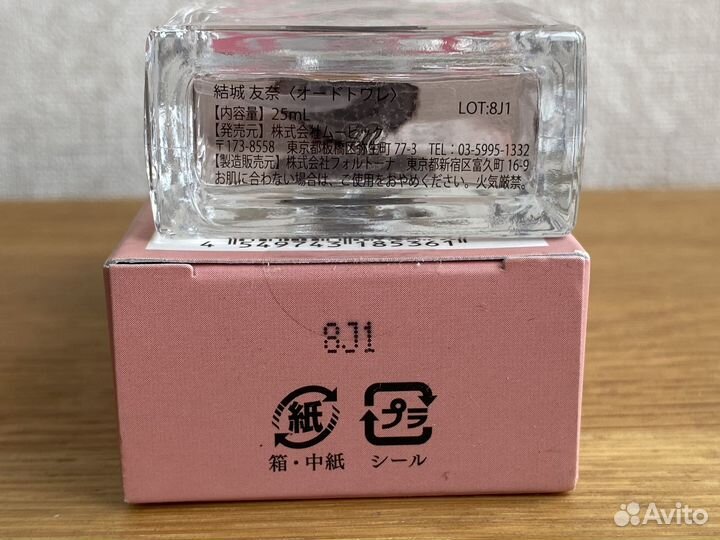 結城 友奈〈オードトワレ〉
【内容量】25mL
LOT:8J1
【発売元】株式会社ムービック
〒173-8558 東京都板橋区弥生町 77-3 TEL:03-5995-1332
【製造販売元】株式会社フォルトーナ 東京都新宿区富久町 16-9
お肌に合わない場合は、ご使用をおやめください。火気厳禁。
4 549743 185361
8J1
紙
プラ
箱・中紙
シール
Avito